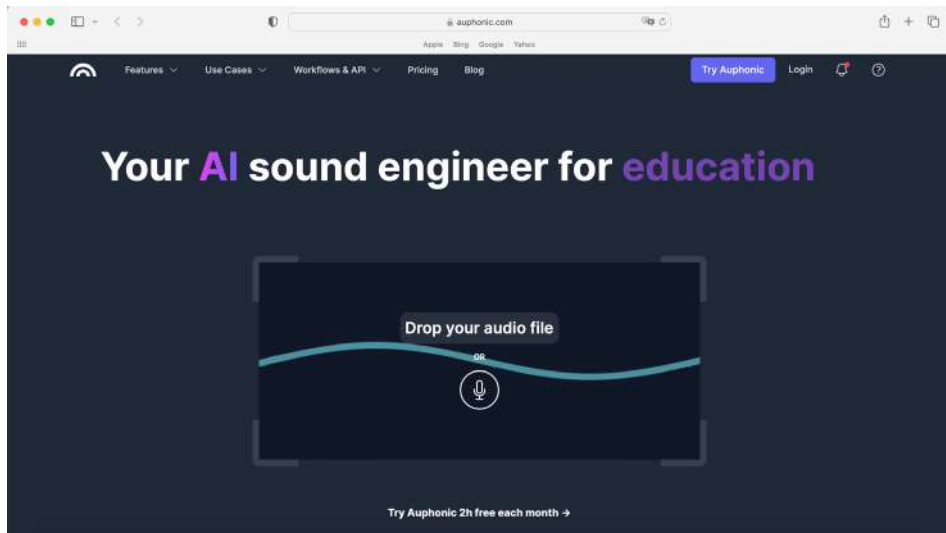 auphonic.com
Apple Bing Google Yahoo
Features Use Cases Workflows & API Pricing Blog Try Auphonic Login
Your AI sound engineer for education
Drop your audio file
OR
Try Auphonic 2h free each month →